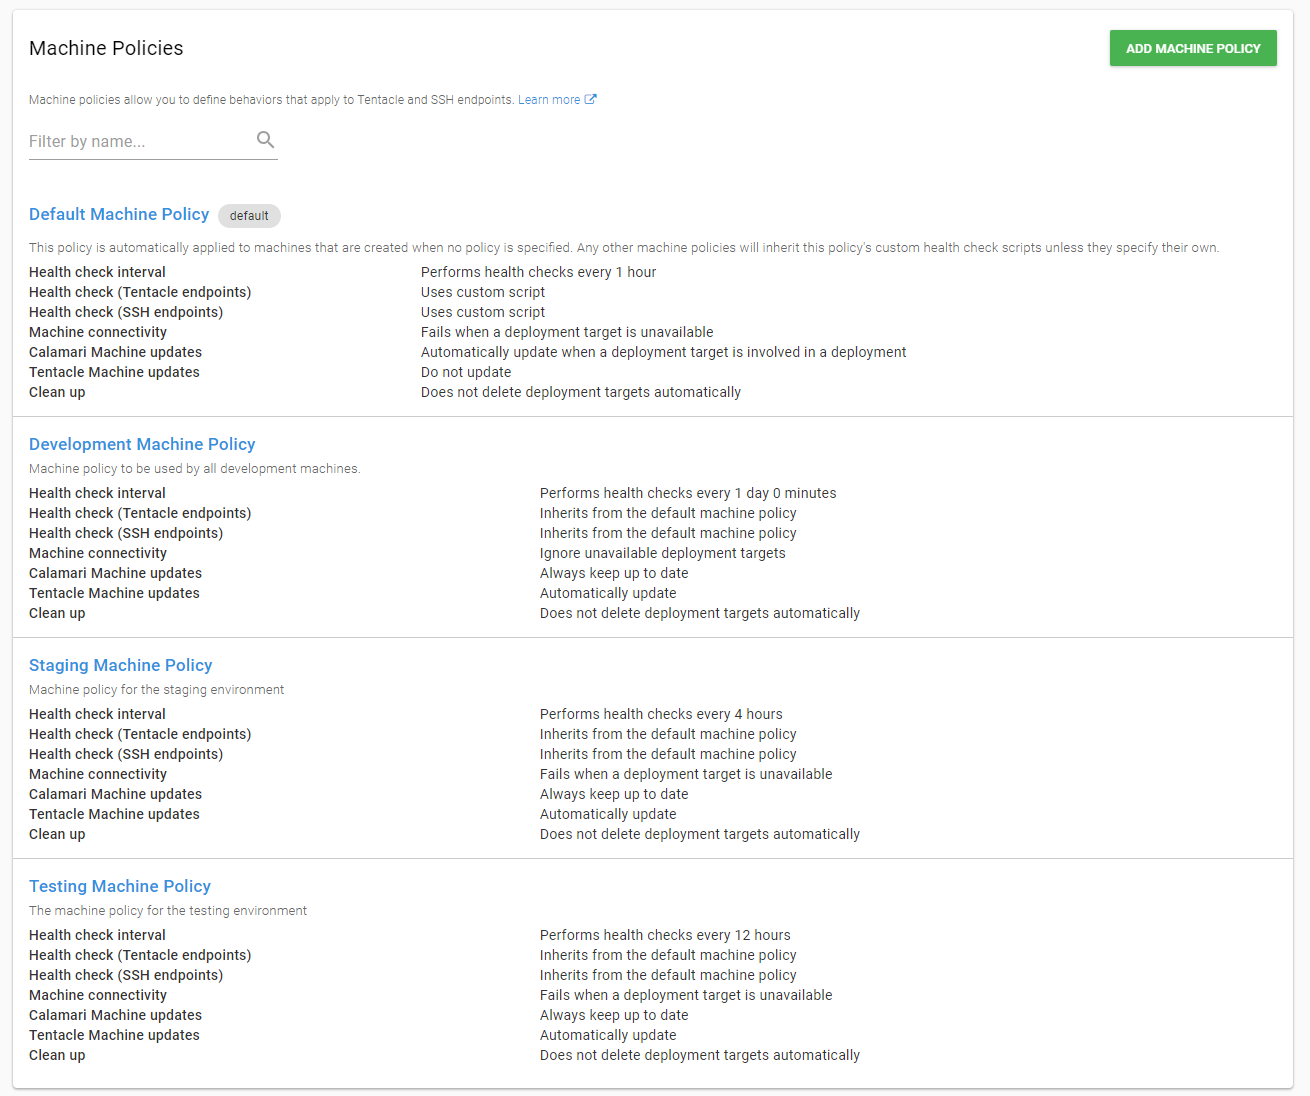 Machine Policies
ADD MACHINE POLICY
Machine policies allow you to define behaviors that apply to Tentacle and SSH endpoints. Learn more
Filter by name...
Default Machine Policy default
This policy is automatically applied to machines that are created when no policy is specified. Any other machine policies will inherit this policy's custom health check scripts unless they specify their own.
Health check interval Performs health checks every 1 hour
Health check (Tentacle endpoints) Uses custom script
Health check (SSH endpoints) Uses custom script
Machine connectivity Fails when a deployment target is unavailable
Calamari Machine updates Automatically update when a deployment target is involved in a deployment
Tentacle Machine updates Do not update
Clean up Does not delete deployment targets automatically
Development Machine Policy
Machine policy to be used by all development machines.
Health check interval Performs health checks every 1 day 0 minutes
Health check (Tentacle endpoints) Inherits from the default machine policy
Health check (SSH endpoints) Inherits from the default machine policy
Machine connectivity Ignore unavailable deployment targets
Calamari Machine updates Always keep up to date
Tentacle Machine updates Automatically update
Clean up Does not delete deployment targets automatically
Staging Machine Policy
Machine policy for the staging environment
Health check interval Performs health checks every 4 hours
Health check (Tentacle endpoints) Inherits from the default machine policy
Health check (SSH endpoints) Inherits from the default machine policy
Machine connectivity Fails when a deployment target is unavailable
Calamari Machine updates Always keep up to date
Tentacle Machine updates Automatically update
Clean up Does not delete deployment targets automatically
Testing Machine Policy
The machine policy for the testing environment
Health check interval Performs health checks every 12 hours
Health check (Tentacle endpoints) Inherits from the default machine policy
Health check (SSH endpoints) Inherits from the default machine policy
Machine connectivity Fails when a deployment target is unavailable
Calamari Machine updates Always keep up to date
Tentacle Machine updates Automatically update
Clean up Does not delete deployment targets automatically